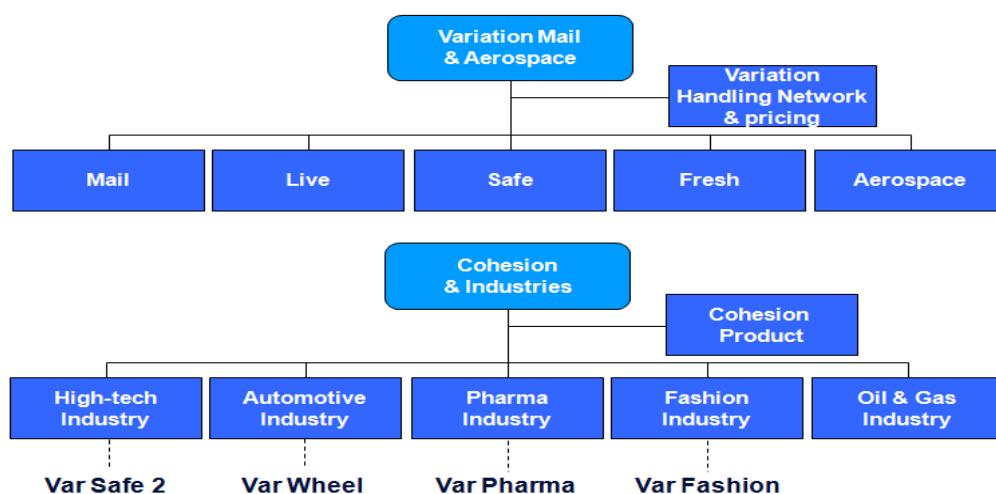 Variation Mail
& Aerospace
Variation
Handling Network
& pricing
Mail
Live
Safe
Fresh
Aerospace
Cohesion
& Industries
Cohesion
Product
High-tech
Industry
Automotive
Industry
Pharma
Industry
Fashion
Industry
Oil & Gas
Industry
Var Safe 2
Var Wheel
Var Pharma
Var Fashion